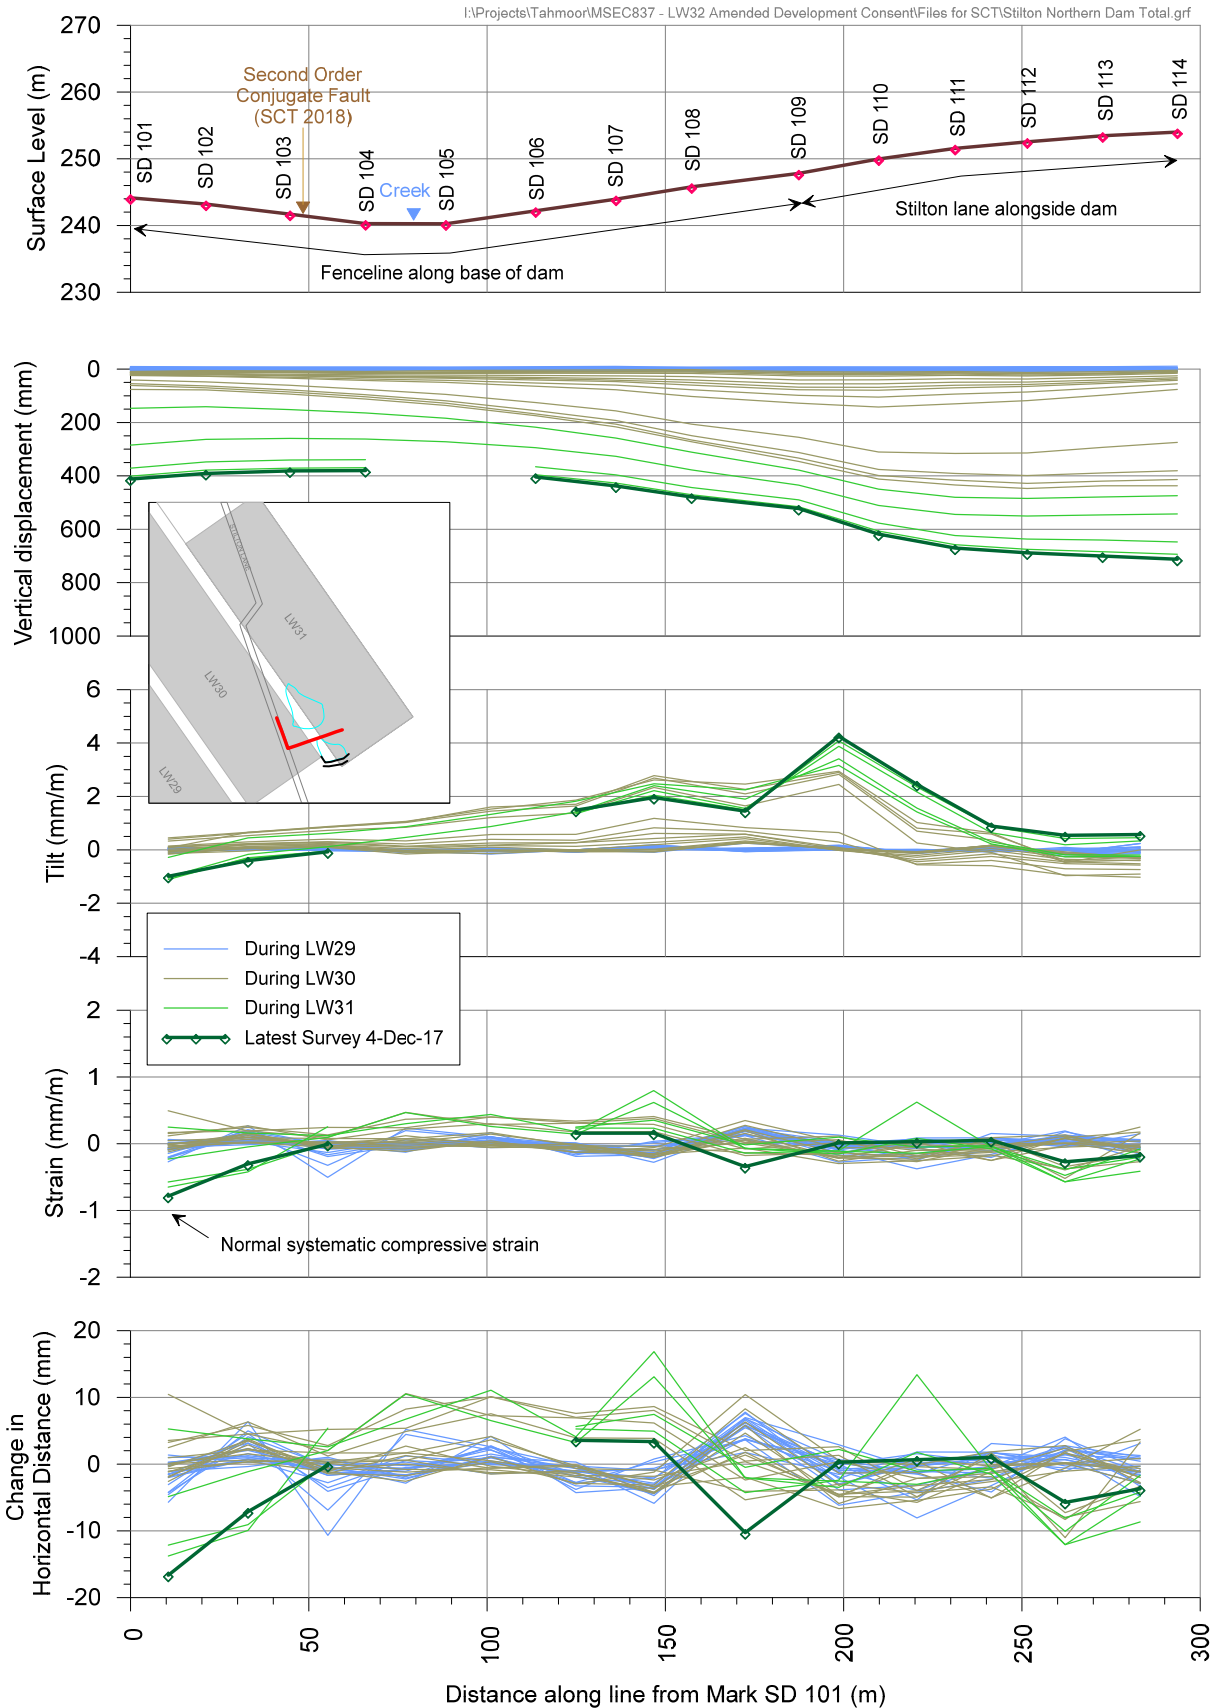 I:\Projects\Tahmoor\MSEC837 - LW32 Amended Development Consent\Files for SCT\Stilton Northern Dam Total.grf
Surface Level (m)
270
260
250
240
230
Second Order
Conjugate Fault
(SCT 2018)
Creek
SD 101
SD 102
SD 103
SD 104
SD 105
SD 106
SD 107
SD 108
SD 109
SD 110
SD 111
SD 112
SD 113
SD 114
Stilton lane alongside dam
Fenceline along base of dam
Vertical displacement (mm)
0
200
400
600
800
1000
STILTON LANE
LW31
LW30
LW29
Tilt (mm/m)
6
4
2
0
-2
-4
During LW29
During LW30
During LW31
Latest Survey 4-Dec-17
Strain (mm/m)
2
1
0
-1
-2
Normal systematic compressive strain
Change in
Horizontal Distance (mm)
20
10
0
-10
-20
0
50
100
150
200
250
300
Distance along line from Mark SD 101 (m)